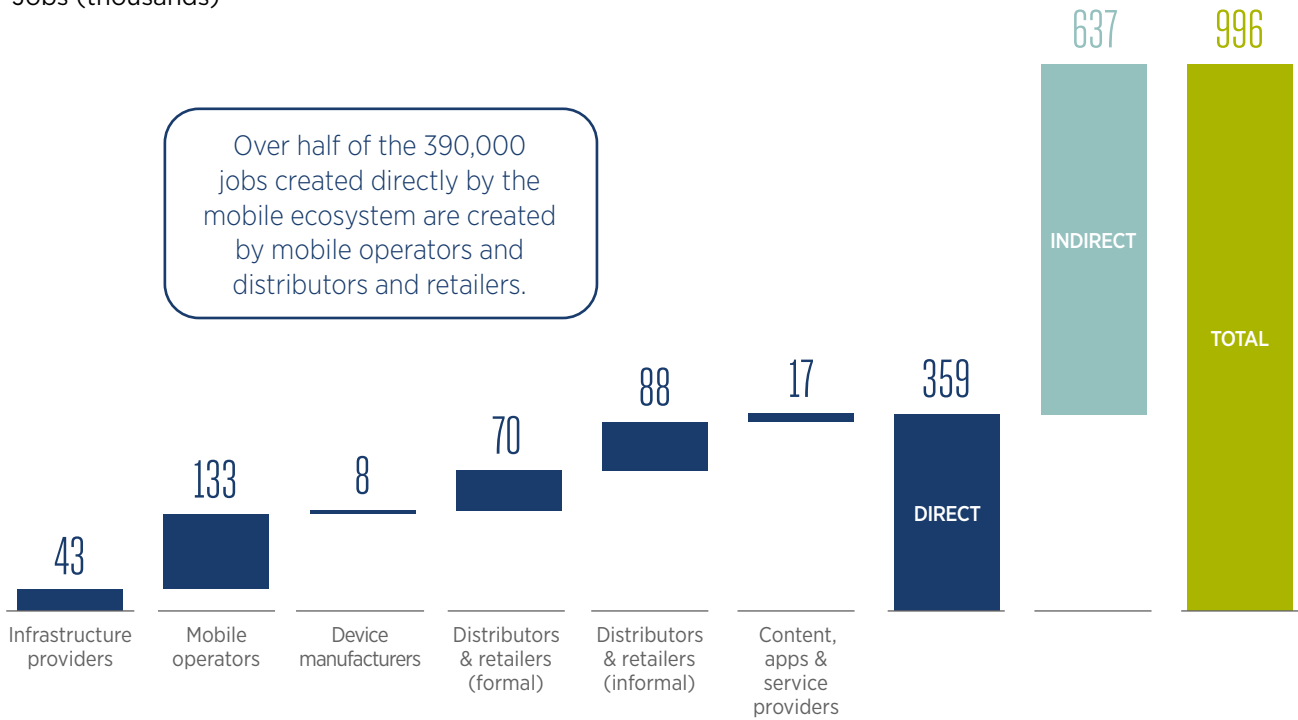 Jobs (thousands)
637
996
Over half of the 390,000
jobs created directly by the
mobile ecosystem are created
by mobile operators and
distributors and retailers.
INDIRECT
TOTAL
43
133
8
70
88
17
359
DIRECT
Infrastructure
providers
Mobile
operators
Device
manufacturers
Distributors
& retailers
(formal)
Distributors
& retailers
(informal)
Content,
apps &
service
providers